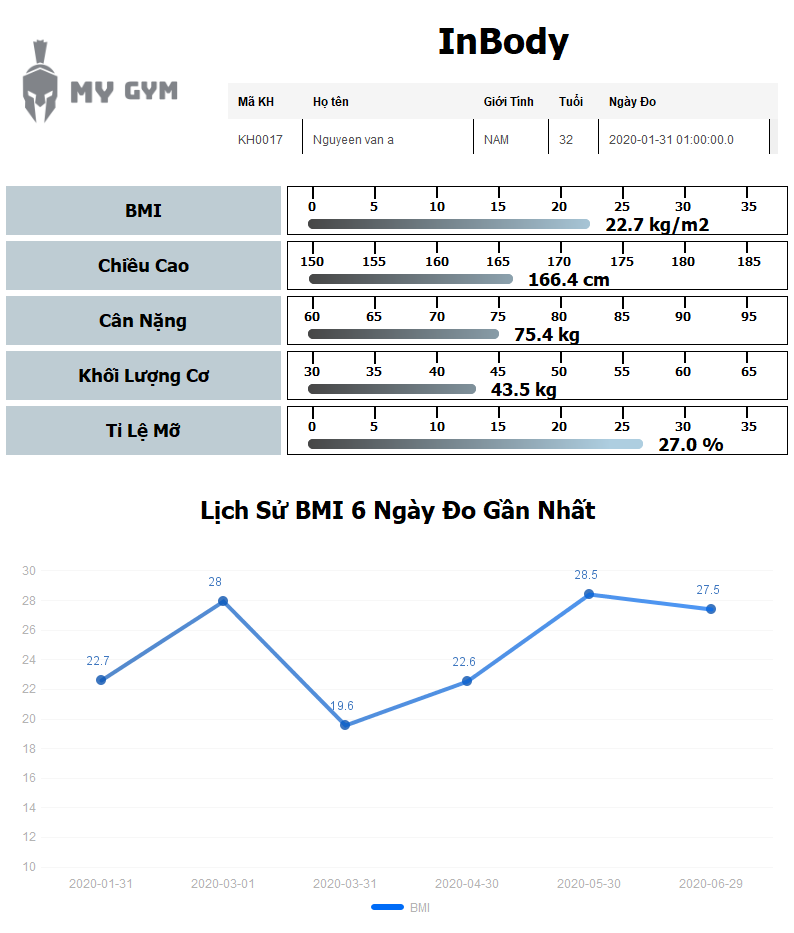 InBody
MY GYM
Mã KH Họ tên Giới Tính Tuổi Ngày Đo
KH0017 Nguyeen van a NAM 32 2020-01-31 01:00:00.0
BMI
0 5 10 15 20 25 30 35
22.7 kg/m2
Chiều Cao
150 155 160 165 170 175 180 185
166.4 cm
Cân Nặng
60 65 70 75 80 85 90 95
75.4 kg
Khối Lượng Cơ
30 35 40 45 50 55 60 65
43.5 kg
Tỉ Lệ Mỡ
0 5 10 15 20 25 30 35
27.0 %
Lịch Sử BMI 6 Ngày Đo Gần Nhất
30
28
26
24
22
20
18
16
14
12
10
22.7
28
19.6
22.6
28.5
27.5
2020-01-31 2020-03-01 2020-03-31 2020-04-30 2020-05-30 2020-06-29
BMI